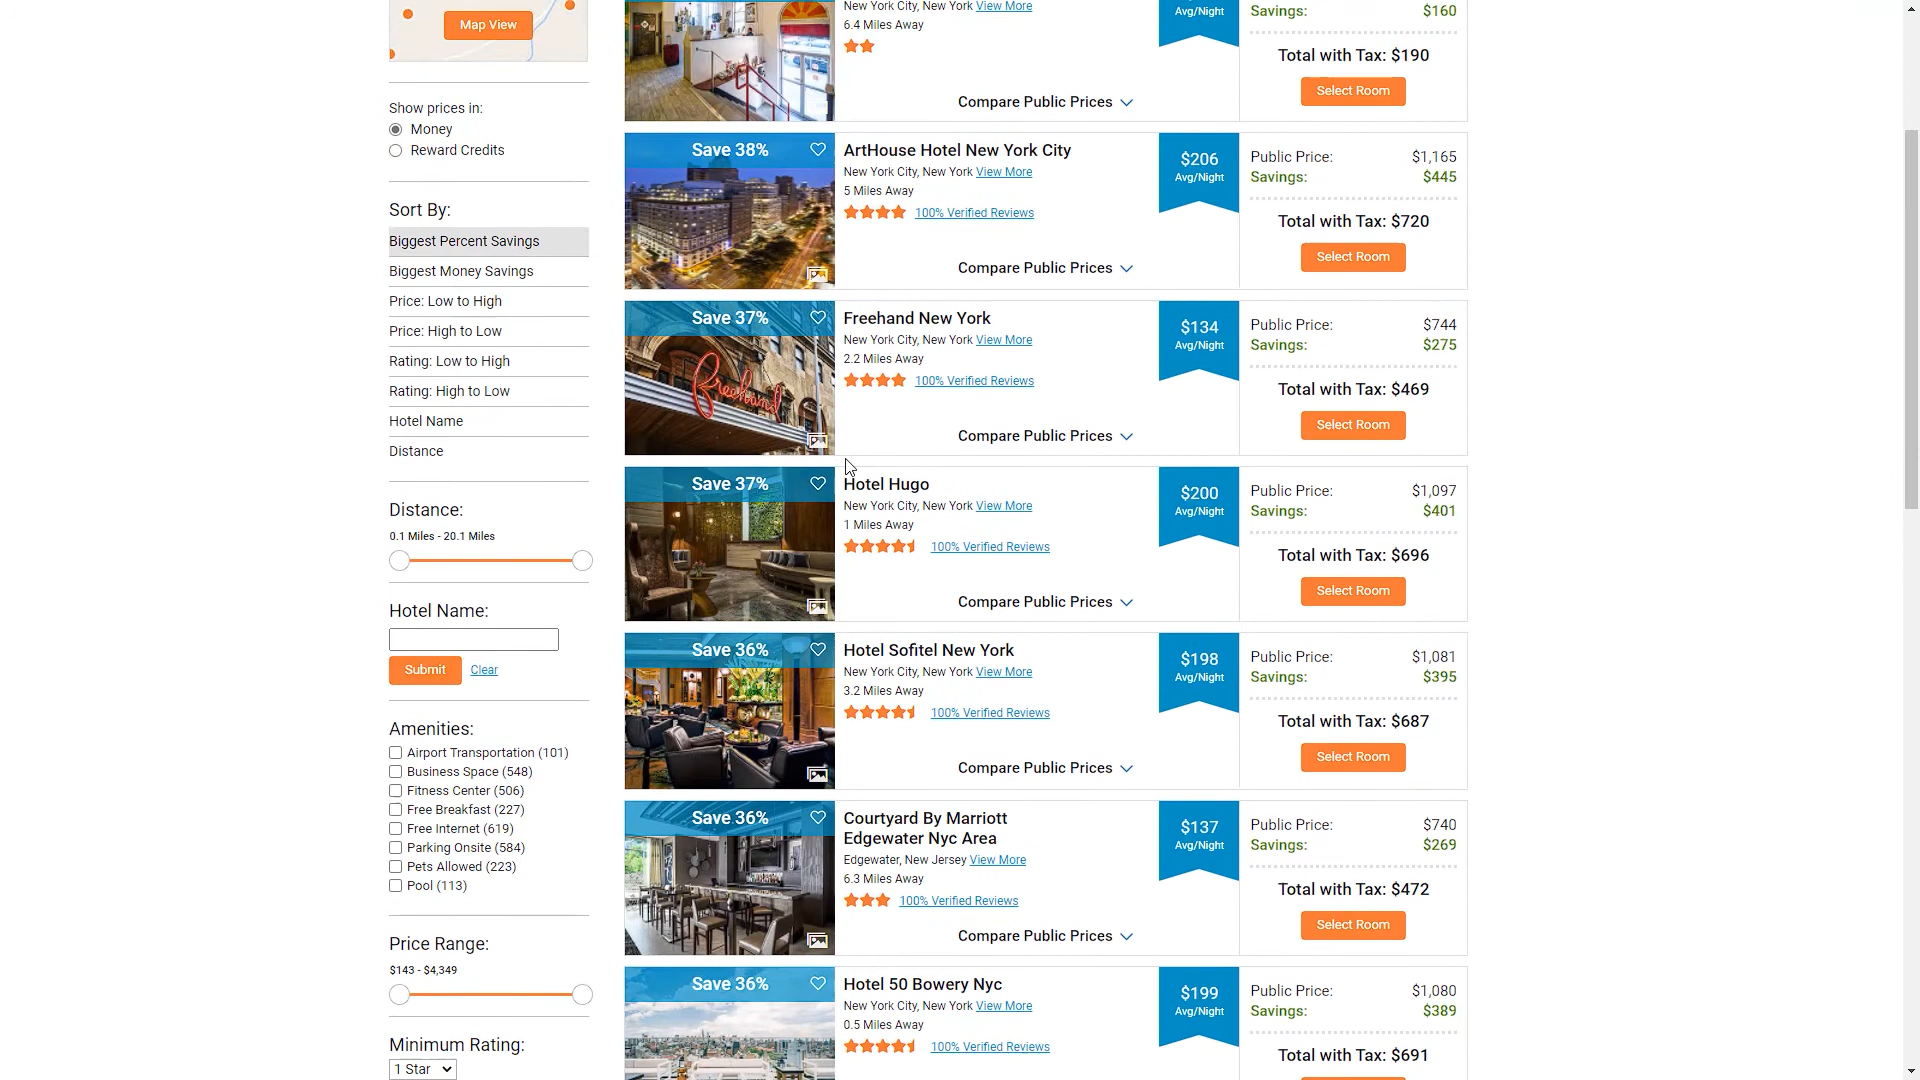 Map View
Show prices in:
Money
Reward Credits
Sort By:
Biggest Percent Savings
Biggest Money Savings
Price: Low to High
Price: High to Low
Rating: Low to High
Rating: High to Low
Hotel Name
Distance
Distance:
0.1 Miles - 20.1 Miles
Hotel Name:
Submit Clear
Amenities:
Airport Transportation (101)
Business Space (548)
Fitness Center (506)
Free Breakfast (227)
Free Internet (619)
Parking Onsite (584)
Pets Allowed (223)
Pool (113)
Price Range:
$143 - $4,349
Minimum Rating:
1 Star
New York City, New York View More
6.4 Miles Away
Compare Public Prices
Avg/Night
Savings: $160
Total with Tax: $190
Select Room
Save 38%
ArtHouse Hotel New York City
New York City, New York View More
5 Miles Away
100% Verified Reviews
Compare Public Prices
$206
Avg/Night
Public Price: $1,165
Savings: $445
Total with Tax: $720
Select Room
Save 37%
Freehand
Freehand New York
New York City, New York View More
2.2 Miles Away
100% Verified Reviews
Compare Public Prices
$134
Avg/Night
Public Price: $744
Savings: $275
Total with Tax: $469
Select Room
Save 37%
Hotel Hugo
New York City, New York View More
1 Miles Away
100% Verified Reviews
Compare Public Prices
$200
Avg/Night
Public Price: $1,097
Savings: $401
Total with Tax: $696
Select Room
Save 36%
Hotel Sofitel New York
New York City, New York View More
3.2 Miles Away
100% Verified Reviews
Compare Public Prices
$198
Avg/Night
Public Price: $1,081
Savings: $395
Total with Tax: $687
Select Room
Save 36%
Courtyard By Marriott
Edgewater Nyc Area
Edgewater, New Jersey View More
6.3 Miles Away
100% Verified Reviews
Compare Public Prices
$137
Avg/Night
Public Price: $740
Savings: $269
Total with Tax: $472
Select Room
Save 36%
Hotel 50 Bowery Nyc
New York City, New York View More
0.5 Miles Away
100% Verified Reviews
$199
Avg/Night
Public Price: $1,080
Savings: $389
Total with Tax: $691